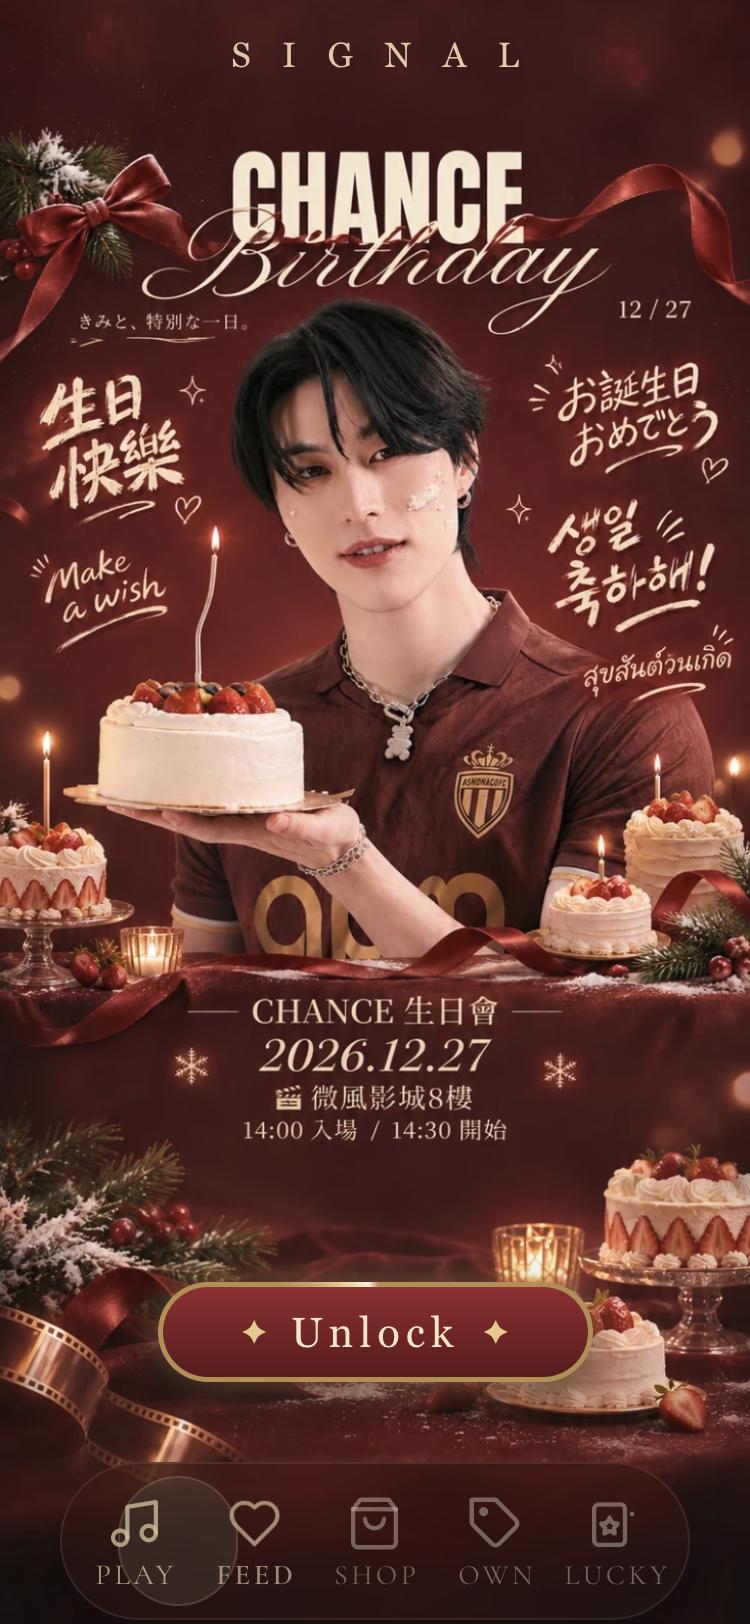 SIGNAL
CHANCE
Birthday
12 / 27
きみと、特別な一日。
生日
快樂
お誕生日
おめでとう
Make
a wish
생일
축하해!
สุขสันต์วันเกิด
ASMONACOFC
apm
CHANCE 生日會
2026.12.27
微風影城8樓
14:00 入場 / 14:30 開始
Unlock
PLAY FEED SHOP OWN LUCKY